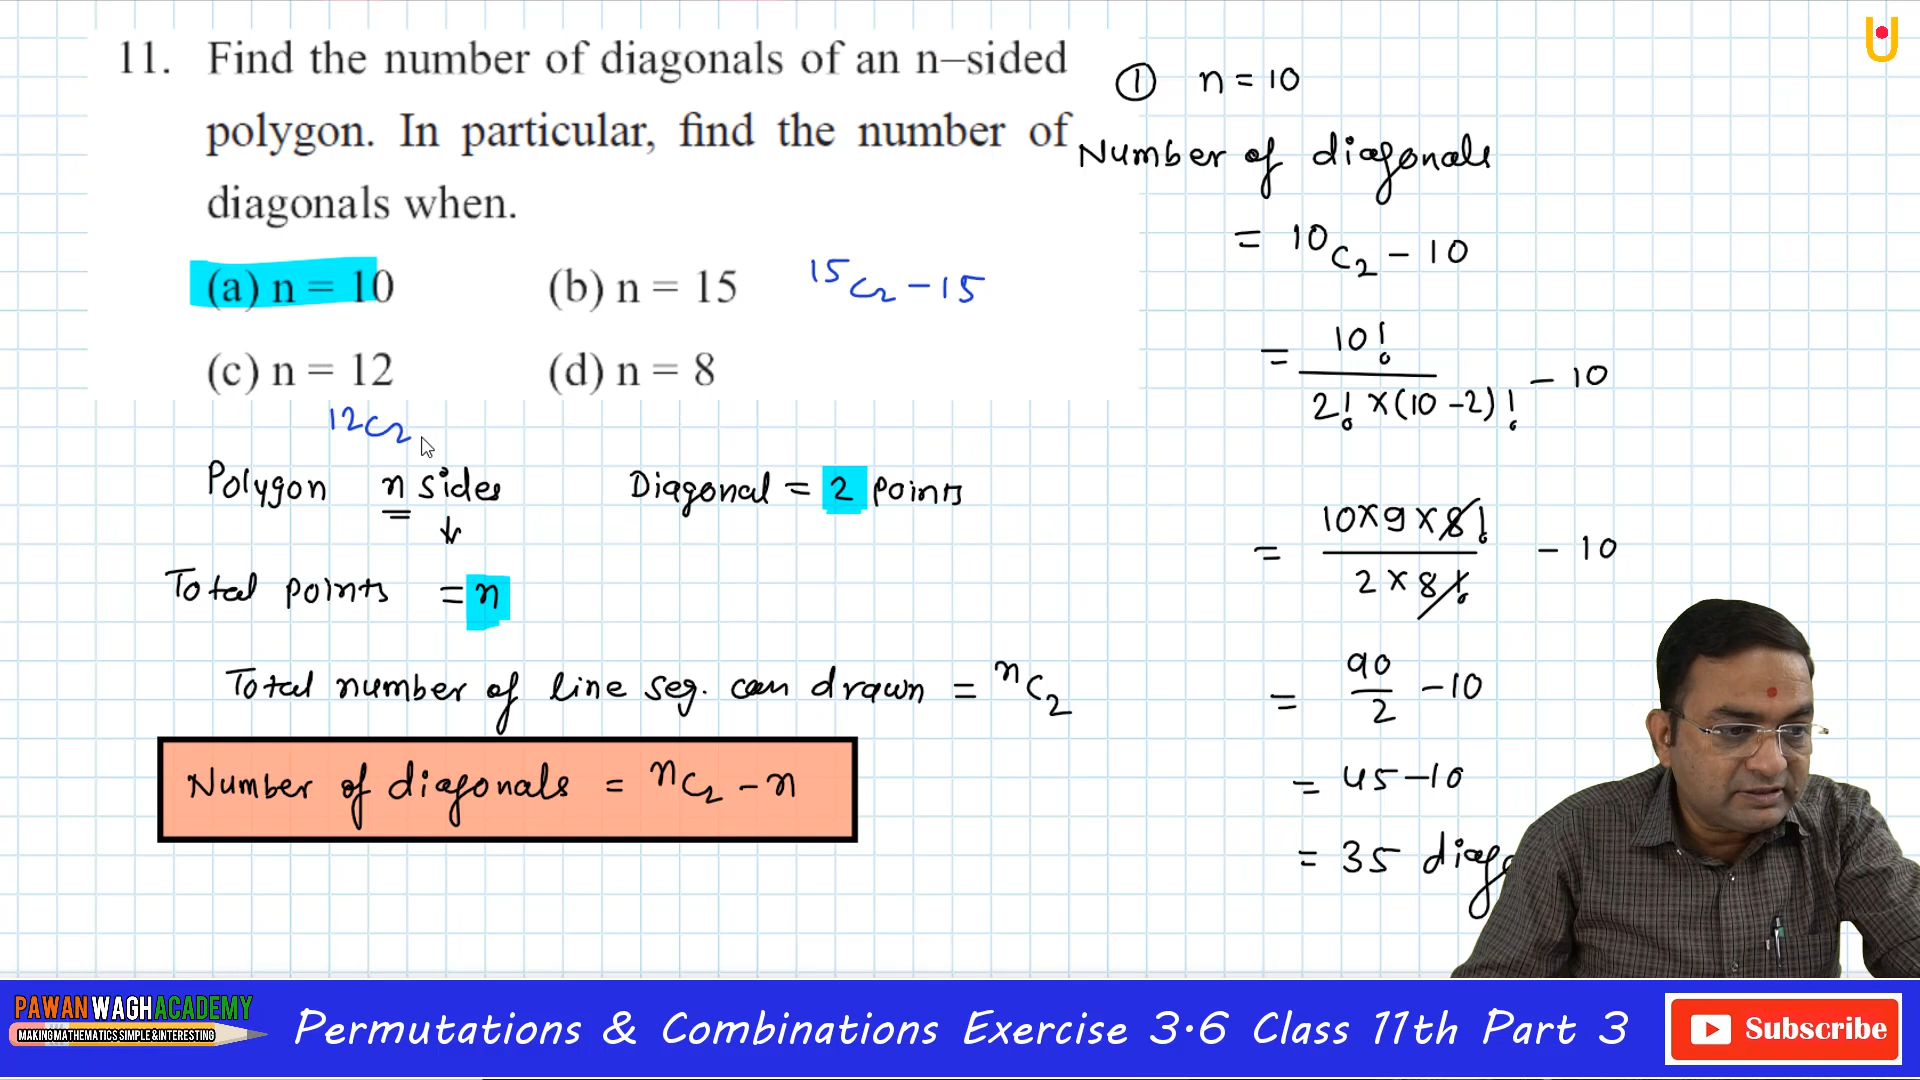 11. Find the number of diagonals of an n–sided
polygon. In particular, find the number of
diagonals when.
(a) n = 10 (b) n = 15 ¹⁵C₂ – 15
(c) n = 12 (d) n = 8
12C₂
Polygon n sides Diagonal = 2 points
Total points = n
Total number of line seg. can drawn = ⁿC₂
Number of diagonals = ⁿC₂ – n
① n = 10
Number of diagonals
= ¹⁰C₂ – 10
= 10! / 2! × (10 – 2)! – 10
= 10 × 9 × 8! / 2 × 8! – 10
= 90/2 – 10
= 45 – 10
= 35
PAWAN WAGH ACADEMY
MAKING MATHEMATICS SIMPLE & INTERESTING
Permutations & Combinations Exercise 3.6 Class 11th Part 3
Subscribe